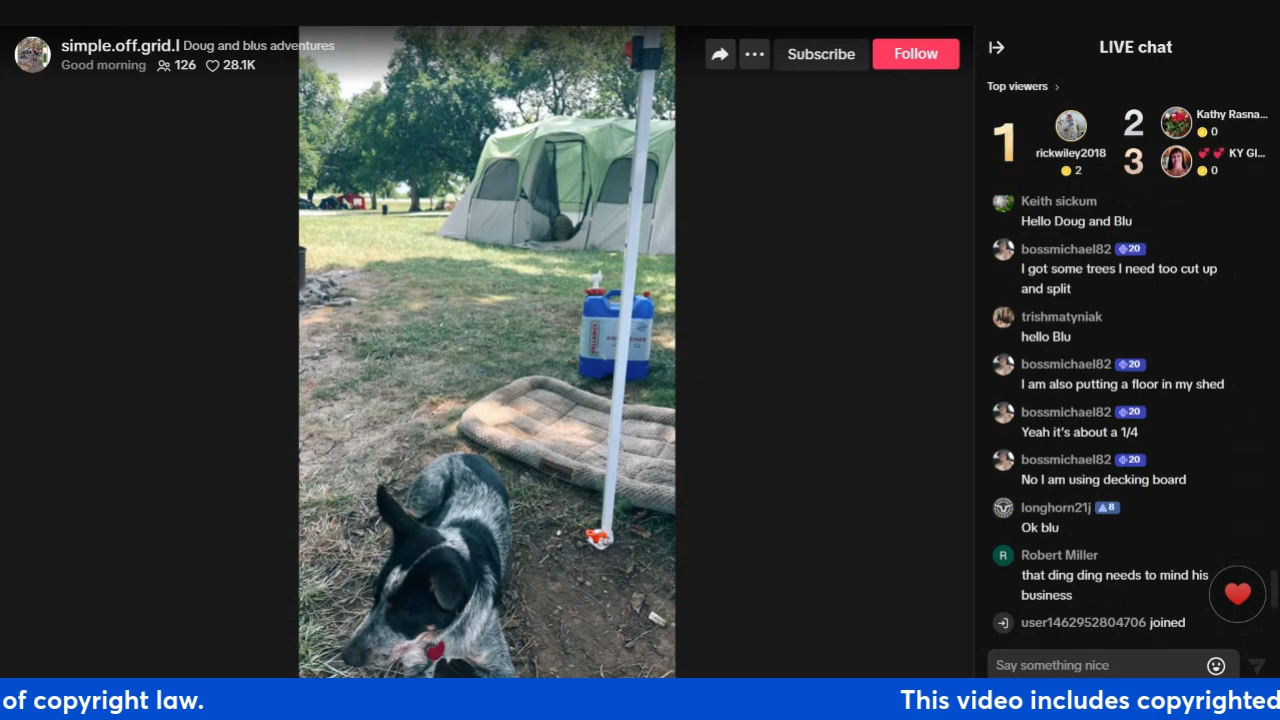 simple.off.grid.l Doug and blus adventures
Good morning 126 28.1K
Subscribe
Follow
LIVE chat
Top viewers
1
rickwiley2018
2
2
Kathy Rasna...
0
3
KY Gl...
0
Keith sickum
Hello Doug and Blu
bossmichael82 20
I got some trees I need too cut up
and split
trishmatyniak
hello Blu
bossmichael82 20
I am also putting a floor in my shed
bossmichael82 20
Yeah it's about a 1/4
bossmichael82 20
No I am using decking board
longhorn21j 8
Ok blu
R Robert Miller
that ding ding needs to mind his
business
user1462952804706 joined
Say something nice
of copyright law.
This video includes copyrighted